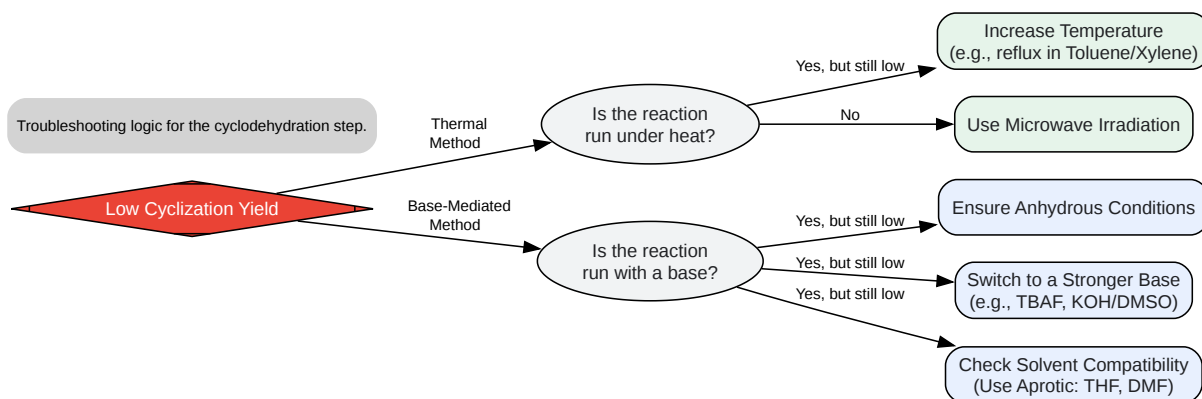 Troubleshooting logic for the cyclodehydration step.
Low Cyclization Yield
Thermal
Method
Base-Mediated
Method
Is the reaction
run under heat?
Is the reaction
run with a base?
Yes, but still low
No
Yes, but still low
Yes, but still low
Yes, but still low
Increase Temperature
(e.g., reflux in Toluene/Xylene)
Use Microwave Irradiation
Ensure Anhydrous Conditions
Switch to a Stronger Base
(e.g., TBAF, KOH/DMSO)
Check Solvent Compatibility
(Use Aprotic: THF, DMF)